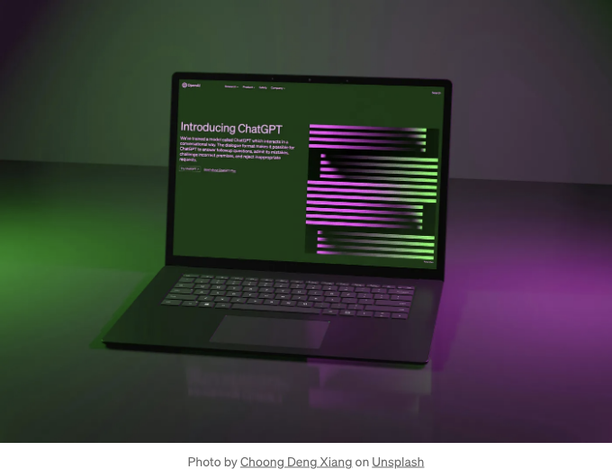 OpenAI
Introducing ChatGPT
We've trained a model called ChatGPT which interacts in a
conversational way. The dialogue format makes it possible for
ChatGPT to answer followup questions, admit its mistakes,
challenge incorrect premises, and reject inappropriate
requests.
Photo by Choong Deng Xiang on Unsplash